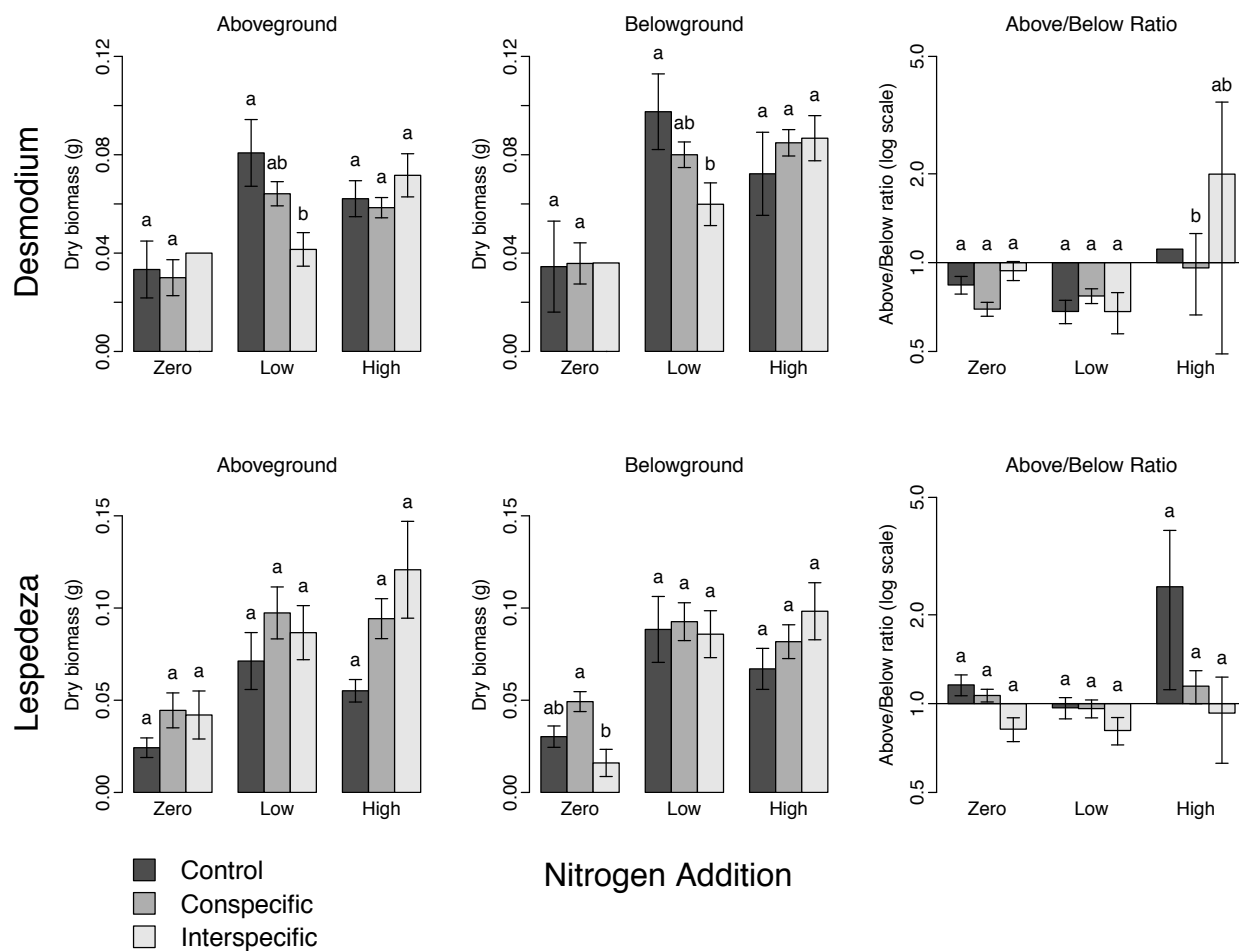 Aboveground
Belowground
Above/Below Ratio
Desmodium
Dry biomass (g)
0.00 0.04 0.08 0.12
a a
a ab b
a a a
Zero Low High
Dry biomass (g)
0.00 0.04 0.08 0.12
a a
a ab b
a a a
Zero Low High
Above/Below ratio (log scale)
0.5 1.0 2.0 5.0
a a a
a a a
b ab
Zero Low High
Aboveground
Belowground
Above/Below Ratio
Lespedeza
Dry biomass (g)
0.00 0.05 0.10 0.15
a a a
a a a
a a a
Zero Low High
Dry biomass (g)
0.00 0.05 0.10 0.15
ab a b
a a a
a a a
Zero Low High
Above/Below ratio (log scale)
0.5 1.0 2.0 5.0
a a a
a a a
a a a
Zero Low High
Control
Conspecific
Interspecific
Nitrogen Addition